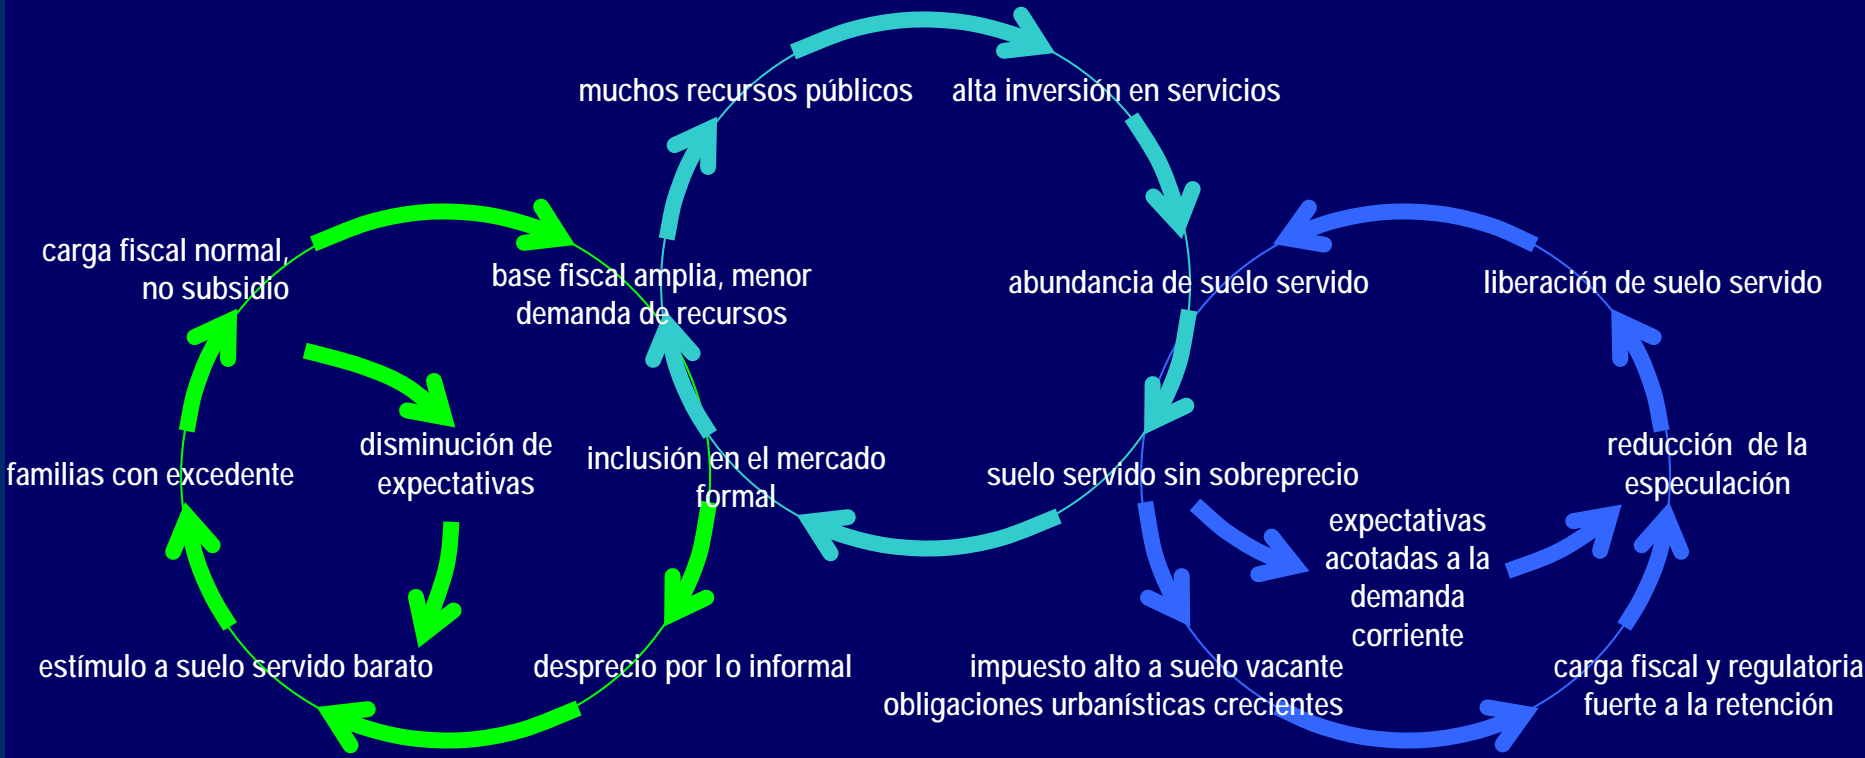 muchos recursos públicos
alta inversión en servicios
carga fiscal normal,
no subsidio
base fiscal amplia, menor
demanda de recursos
abundancia de suelo servido
liberación de suelo servido
familias con excedente
disminución de
expectativas
inclusión en el mercado
formal
suelo servido sin sobreprecio
reducción de la
especulación
expectativas
acotadas a la
demanda
corriente
estímulo a suelo servido barato
desprecio por lo informal
impuesto alto a suelo vacante
obligaciones urbanísticas crecientes
carga fiscal y regulatoria
fuerte a la retención